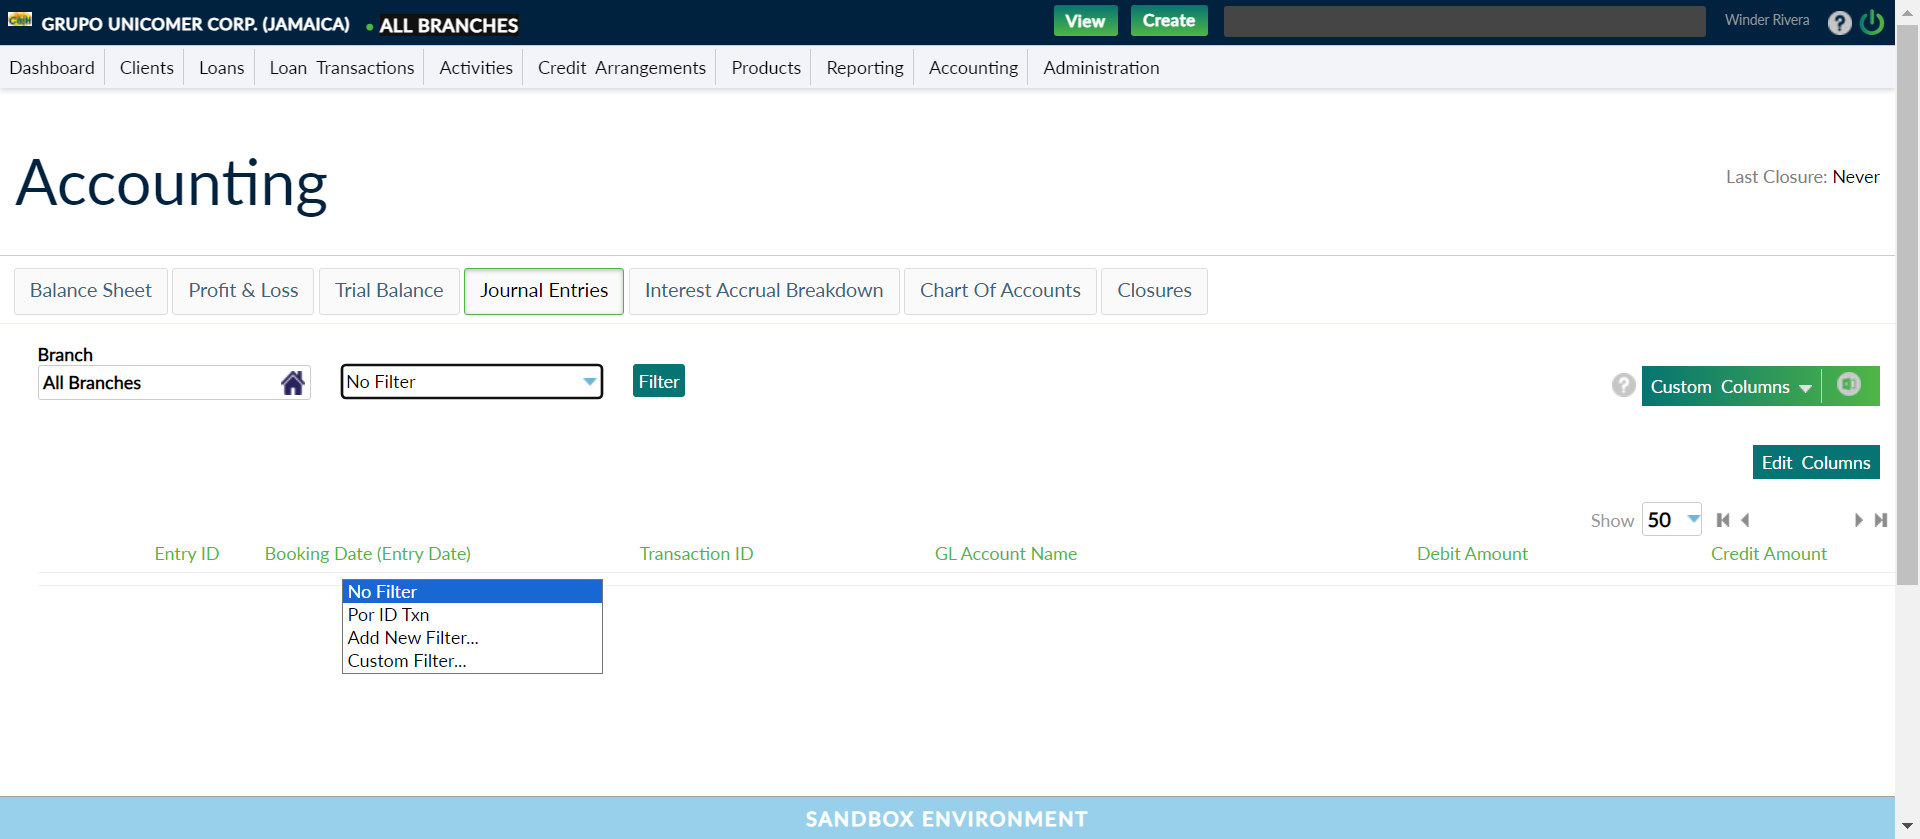 Cash
GRUPO UNICOMER CORP. (JAMAICA) • ALL BRANCHES
View Create Winder Rivera ?
Dashboard Clients Loans Loan Transactions Activities Credit Arrangements Products Reporting Accounting Administration
Accounting
Last Closure: Never
Balance Sheet Profit & Loss Trial Balance Journal Entries Interest Accrual Breakdown Chart Of Accounts Closures
Branch
All Branches No Filter Filter ? Custom Columns
Edit Columns
Show 50
Entry ID Booking Date (Entry Date) Transaction ID GL Account Name Debit Amount Credit Amount
No Filter
Por ID Txn
Add New Filter...
Custom Filter...
SANDBOX ENVIRONMENT